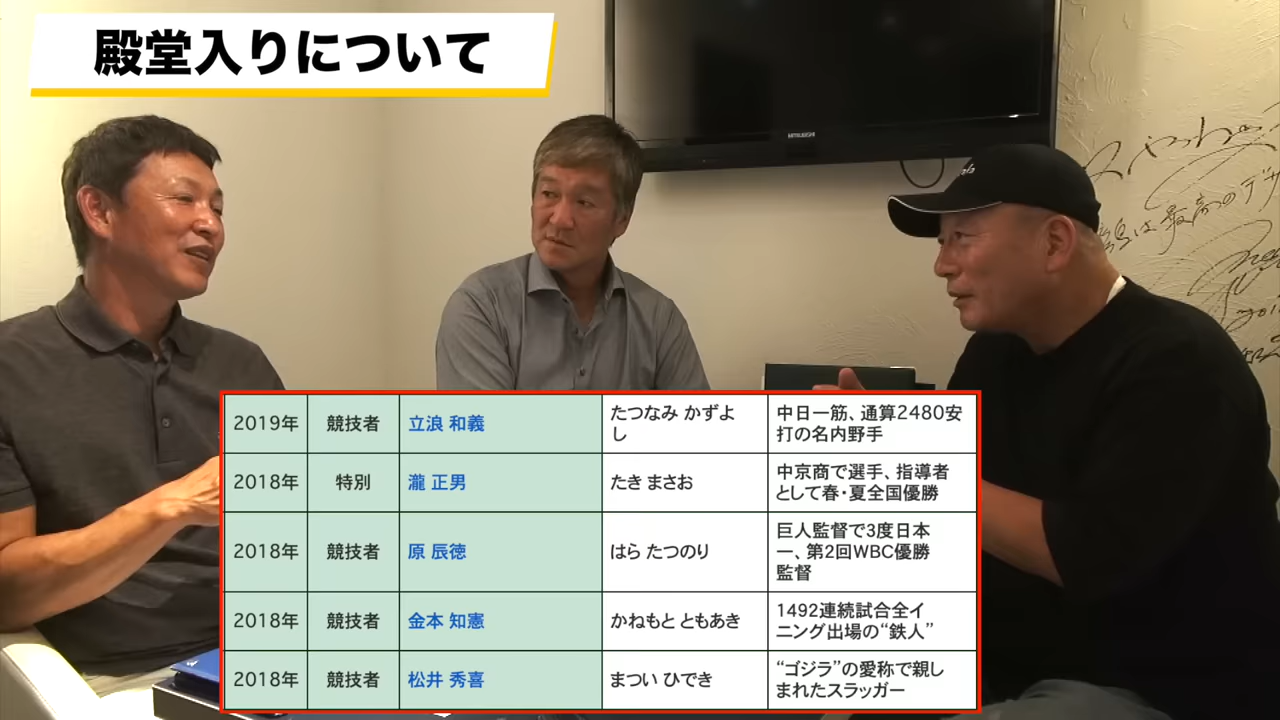 殿堂入りについて
MITSUBISHI
は最高のデサ
2019年 競技者 立浪 和義 たつなみ かずよし 中日一筋、通算2480安打の名内野手
2018年 特別 瀧 正男 たき まさお 中京商で選手、指導者として春・夏全国優勝
2018年 競技者 原 辰徳 はら たつのり 巨人監督で3度日本一、第2回WBC優勝監督
2018年 競技者 金本 知憲 かねもと ともあき 1492連続試合全イニング出場の“鉄人”
2018年 競技者 松井 秀喜 まつい ひでき “ゴジラ”の愛称で親しまれたスラッガー